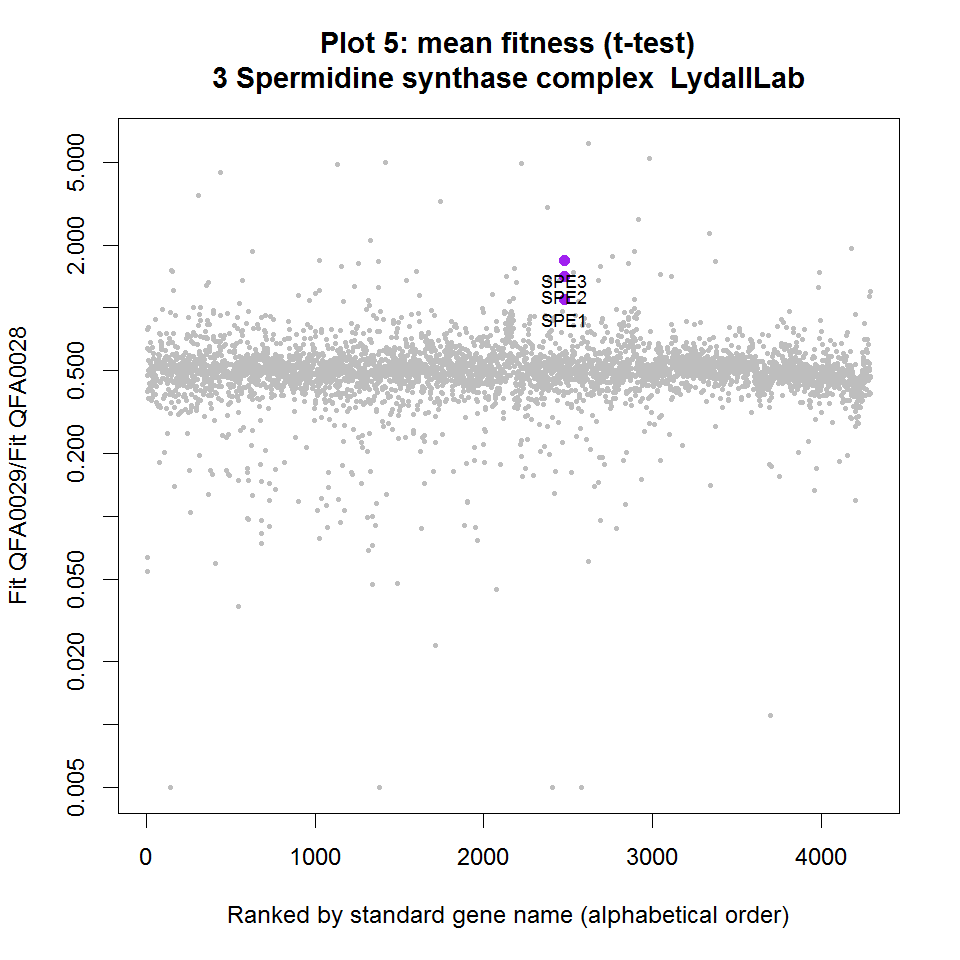 Plot 5: mean fitness (t-test)
3 Spermidine synthase complex LydallLab
Fit QFA0029/Fit QFA0028
5.000
2.000
0.500
0.200
0.050
0.020
0.005
SPE3
SPE2
SPE1
0
1000
2000
3000
4000
Ranked by standard gene name (alphabetical order)